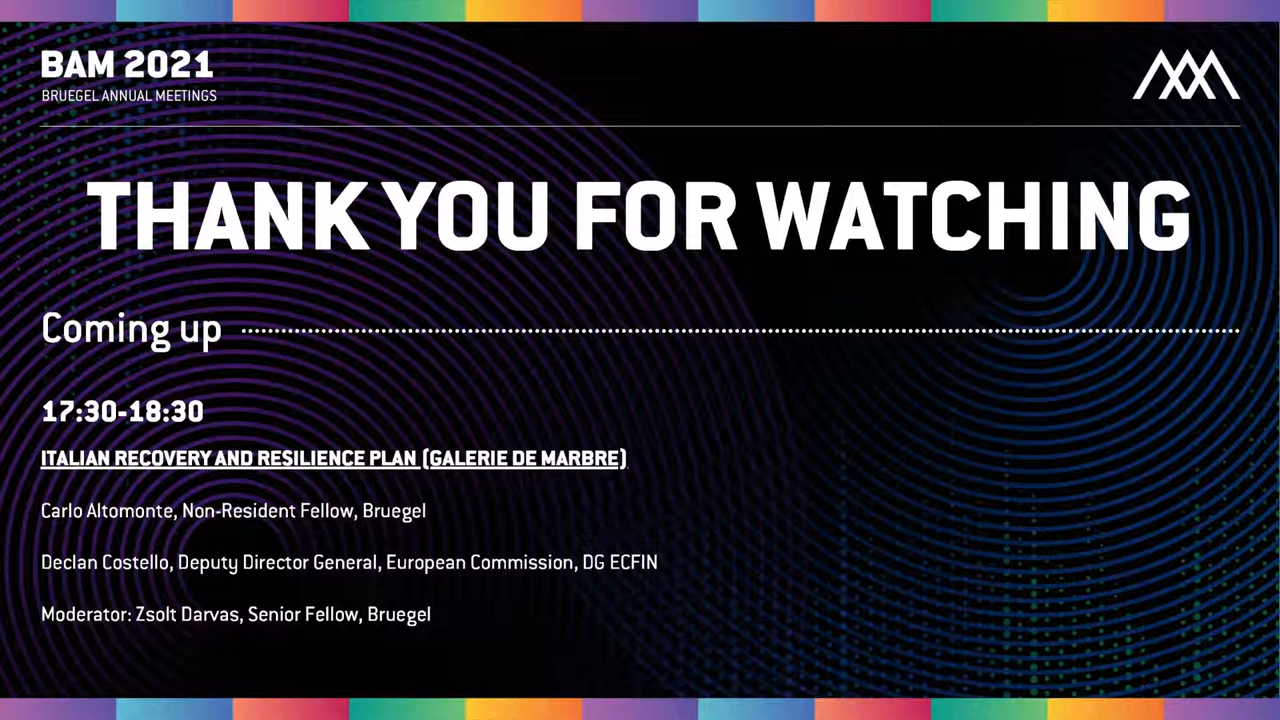 BAM 2021
BRUEGEL ANNUAL MEETINGS
THANK YOU FOR WATCHING
Coming up
17:30-18:30
ITALIAN RECOVERY AND RESILIENCE PLAN (GALERIE DE MARBRE)
Carlo Altomonte, Non-Resident Fellow, Bruegel
Declan Costello, Deputy Director General, European Commission, DG ECFIN
Moderator: Zsolt Darvas, Senior Fellow, Bruegel